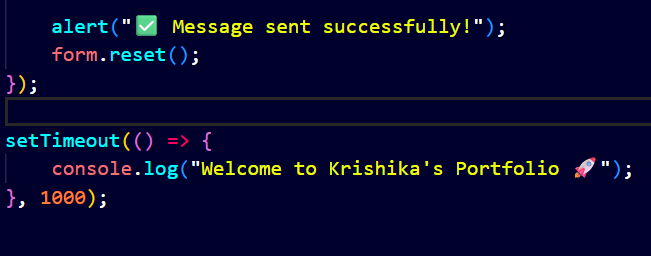 alert("✅ Message sent successfully!");
    form.reset();
});

setTimeout(() => {
    console.log("Welcome to Krishika's Portfolio 🚀");
}, 1000);